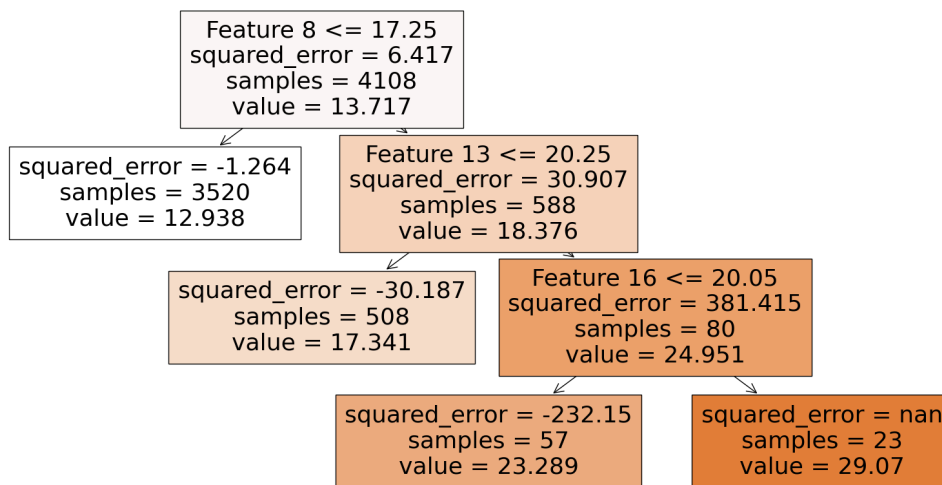 Feature 8 <= 17.25
squared_error = 6.417
samples = 4108
value = 13.717
squared_error = -1.264
samples = 3520
value = 12.938
Feature 13 <= 20.25
squared_error = 30.907
samples = 588
value = 18.376
squared_error = -30.187
samples = 508
value = 17.341
Feature 16 <= 20.05
squared_error = 381.415
samples = 80
value = 24.951
squared_error = -232.15
samples = 57
value = 23.289
squared_error = nan
samples = 23
value = 29.07